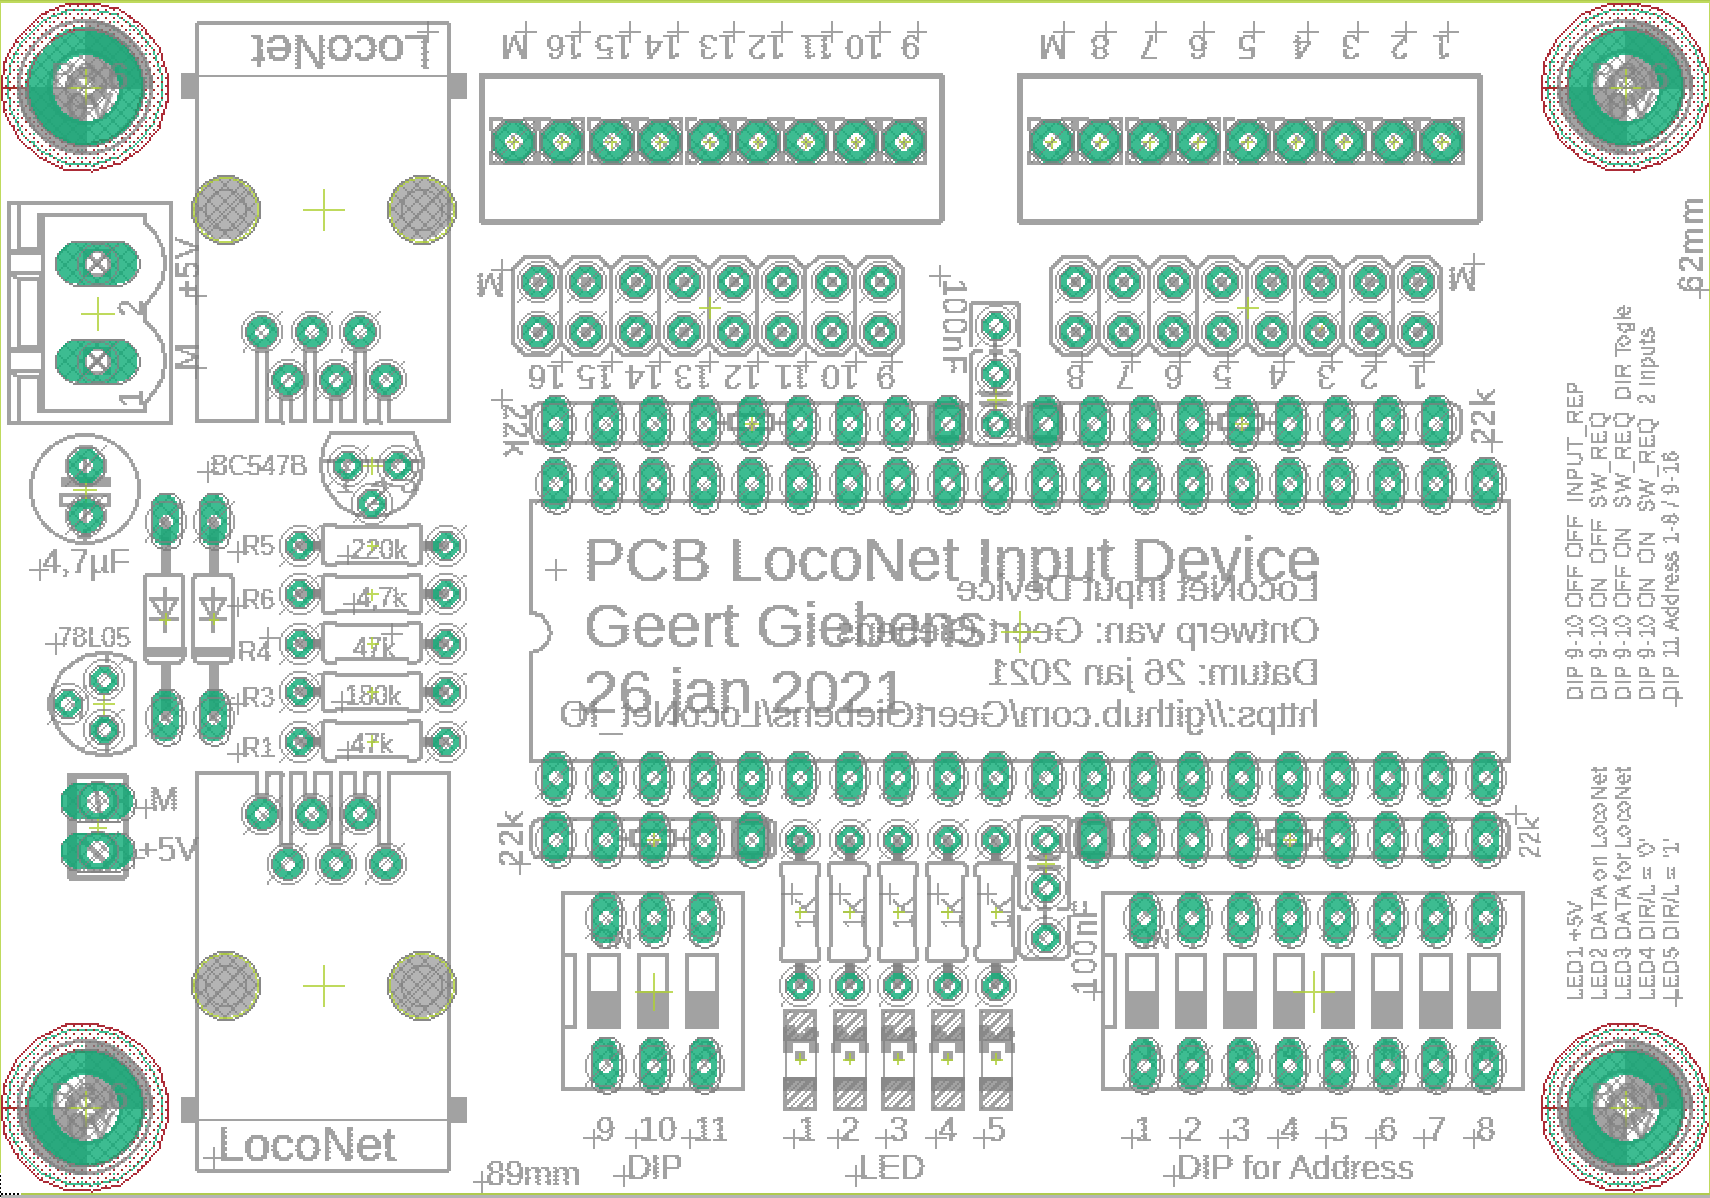 LocoNet
M 16 15 14 13 12 11 10 9
M 8 7 6 5 4 3 2 1
+5V
2
M
1
M
100nF
M
16 15 14 13 12 11 10 9
8 7 6 5 4 3 2 1
22k
22k
62mm
BC547B
4,7µF
R5 220k
R6 4,7k
78L05
R4 47k
R3 180k
R1 47k
M
+5V
PCB LocoNet Input Device
Geert Giebens
26 jan 2021
LocoNet Input Device
Ontwerp van: Geert Giebens
Datum: 26 jan 2021
https://github.com/GeertGiebens/LocoNet_IO
DIP 9-10 OFF OFF INPUT_REP
DIP 9-10 ON OFF SW_REQ
DIP 9-10 OFF ON SW_REQ DIR Togle
DIP 9-10 ON ON SW_REQ 2 Inputs
DIP 11 Address 1-8 / 9-16
22k
22k
1k 1k 1k 1k 1k
100nF
ON
ON
LED1 +5V
LED2 DATA on LocoNet
LED3 DATA for LocoNet
LED4 DIR/L = '0'
LED5 DIR/L = '1'
9 10 11
1 2 3 4 5
1 2 3 4 5 6 7 8
LocoNet
89mm
DIP
LED
DIP for Address